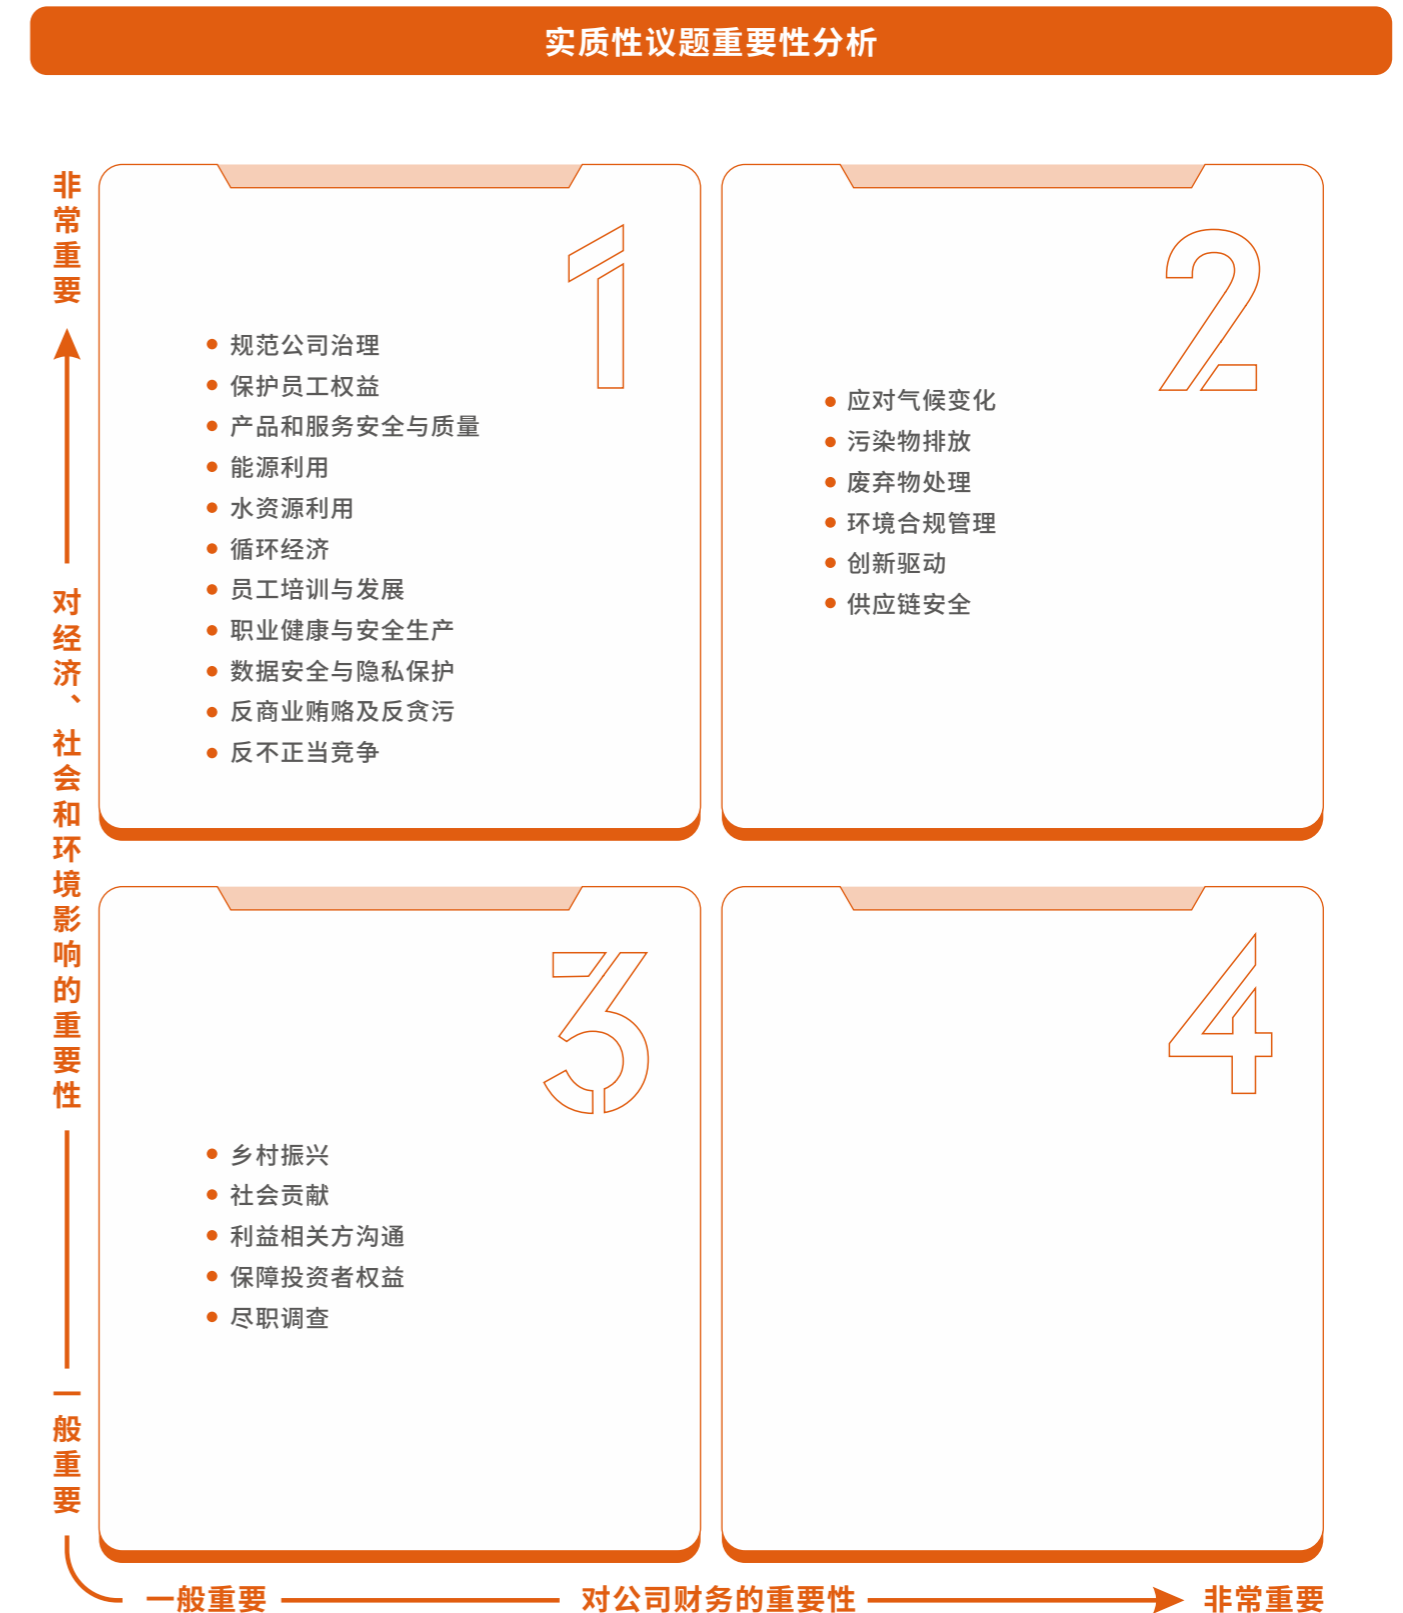 实质性议题重要性分析
非常重要
对经济、社会和环境影响的重要性
一般重要
1
规范公司治理
保护员工权益
产品和服务安全与质量
能源利用
水资源利用
循环经济
员工培训与发展
职业健康与安全生产
数据安全与隐私保护
反商业贿赂及反贪污
反不正当竞争
2
应对气候变化
污染物排放
废弃物处理
环境合规管理
创新驱动
供应链安全
3
乡村振兴
社会贡献
利益相关方沟通
保障投资者权益
尽职调查
4
一般重要
对公司财务的重要性
非常重要